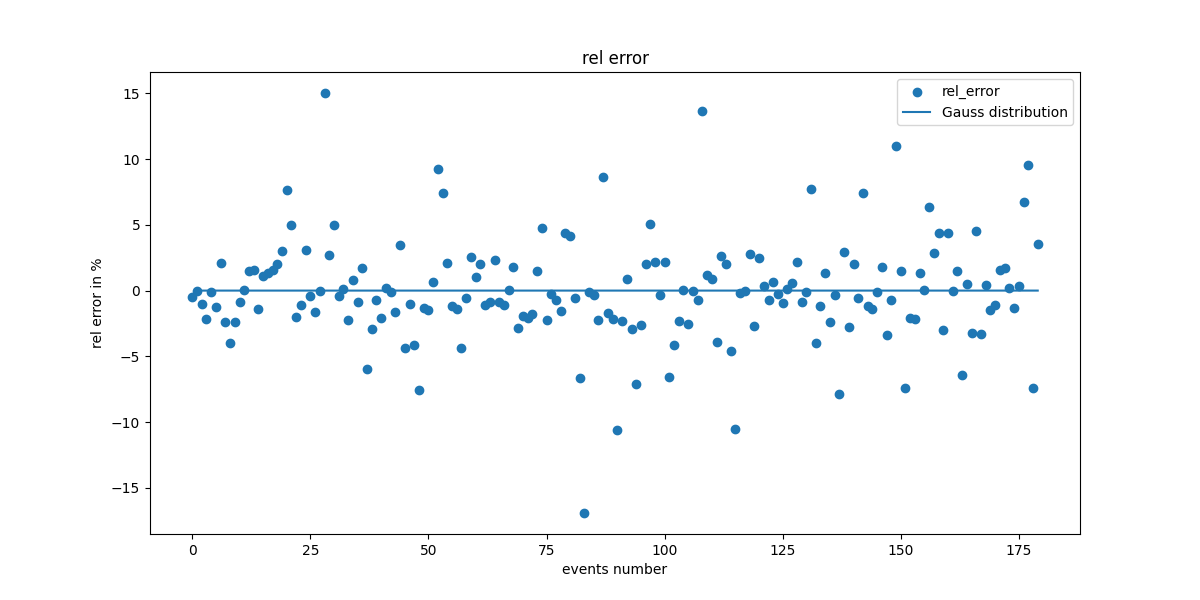 rel error
rel_error
Gauss distribution
15
10
5
0
−5
−10
−15
rel error in %
0 25 50 75 100 125 150 175
events number